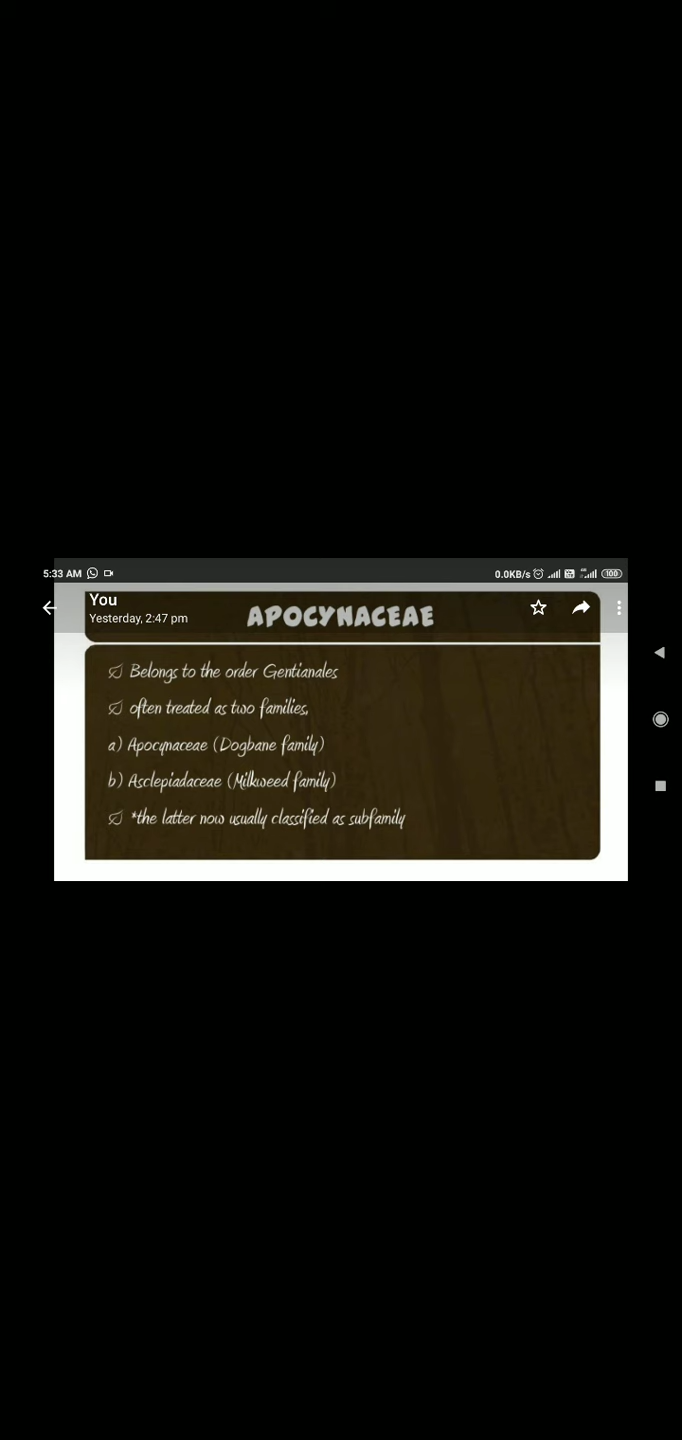 5:33 AM 0.0KB/s 4G 100
You
Yesterday, 2:47 pm
APOCYNACEAE
Belongs to the order Gentianales
often treated as two families,
a) Apocynaceae (Dogbane family)
b) Asclepiadaceae (Milkweed family)
*the latter now usually classified as subfamily